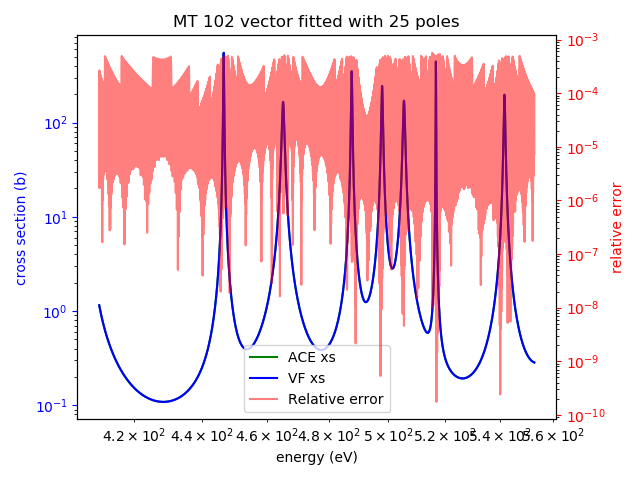 MT 102 vector fitted with 25 poles
10²
10¹
10⁰
10⁻¹
cross section (b)
10⁻³
10⁻⁴
10⁻⁵
10⁻⁶
10⁻⁷
10⁻⁸
10⁻⁹
10⁻¹⁰
relative error
ACE xs
VF xs
Relative error
4.2 × 10² 4.4 × 10² 4.6 × 10² 4.8 × 10² 5 × 10² 5.2 × 10² 5.4 × 10² 5.6 × 10²
energy (eV)